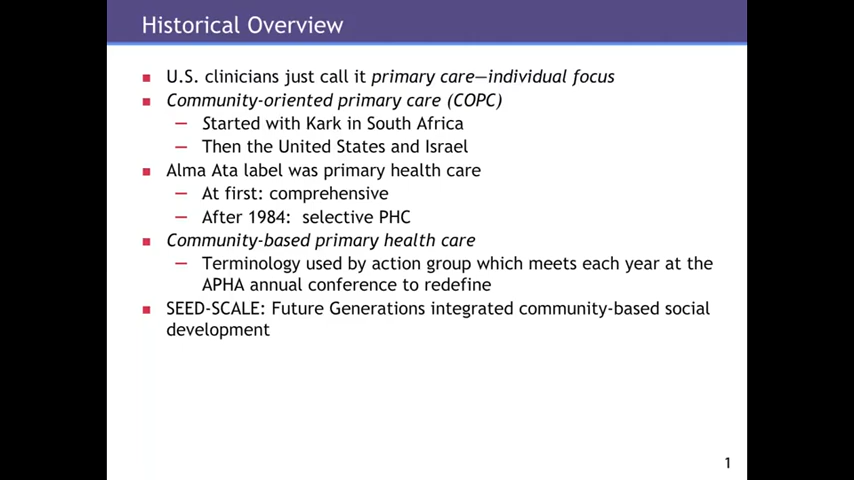 Historical Overview
■ U.S. clinicians just call it primary care—individual focus
■ Community-oriented primary care (COPC)
— Started with Kark in South Africa
— Then the United States and Israel
■ Alma Ata label was primary health care
— At first: comprehensive
— After 1984: selective PHC
■ Community-based primary health care
— Terminology used by action group which meets each year at the
APHA annual conference to redefine
■ SEED-SCALE: Future Generations integrated community-based social
development
1